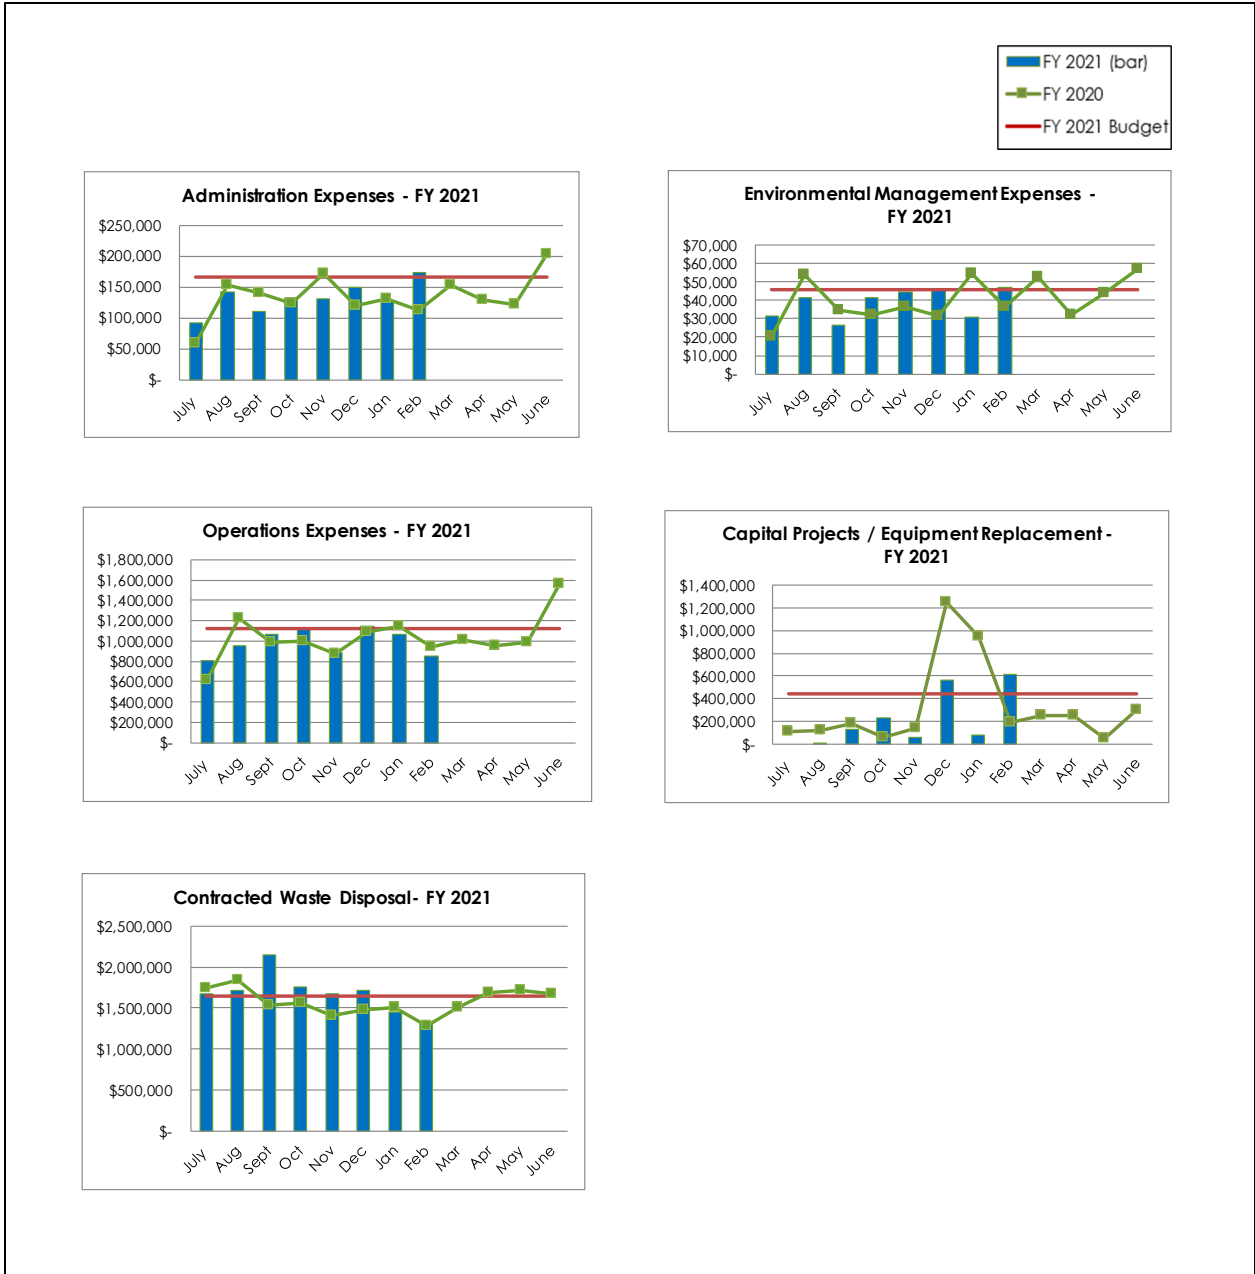 FY 2021 (bar)
FY 2020
FY 2021 Budget
Administration Expenses - FY 2021
$250,000
$200,000
$150,000
$100,000
$50,000
$-
July Aug Sept Oct Nov Dec Jan Feb Mar Apr May June
Environmental Management Expenses -
FY 2021
$70,000
$60,000
$50,000
$40,000
$30,000
$20,000
$10,000
$-
July Aug Sept Oct Nov Dec Jan Feb Mar Apr May June
Operations Expenses - FY 2021
$1,800,000
$1,600,000
$1,400,000
$1,200,000
$1,000,000
$800,000
$600,000
$400,000
$200,000
$-
July Aug Sept Oct Nov Dec Jan Feb Mar Apr May June
Capital Projects / Equipment Replacement -
FY 2021
$1,400,000
$1,200,000
$1,000,000
$800,000
$600,000
$400,000
$200,000
$-
July Aug Sept Oct Nov Dec Jan Feb Mar Apr May June
Contracted Waste Disposal- FY 2021
$2,500,000
$2,000,000
$1,500,000
$1,000,000
$500,000
$-
July Aug Sept Oct Nov Dec Jan Feb Mar Apr May June